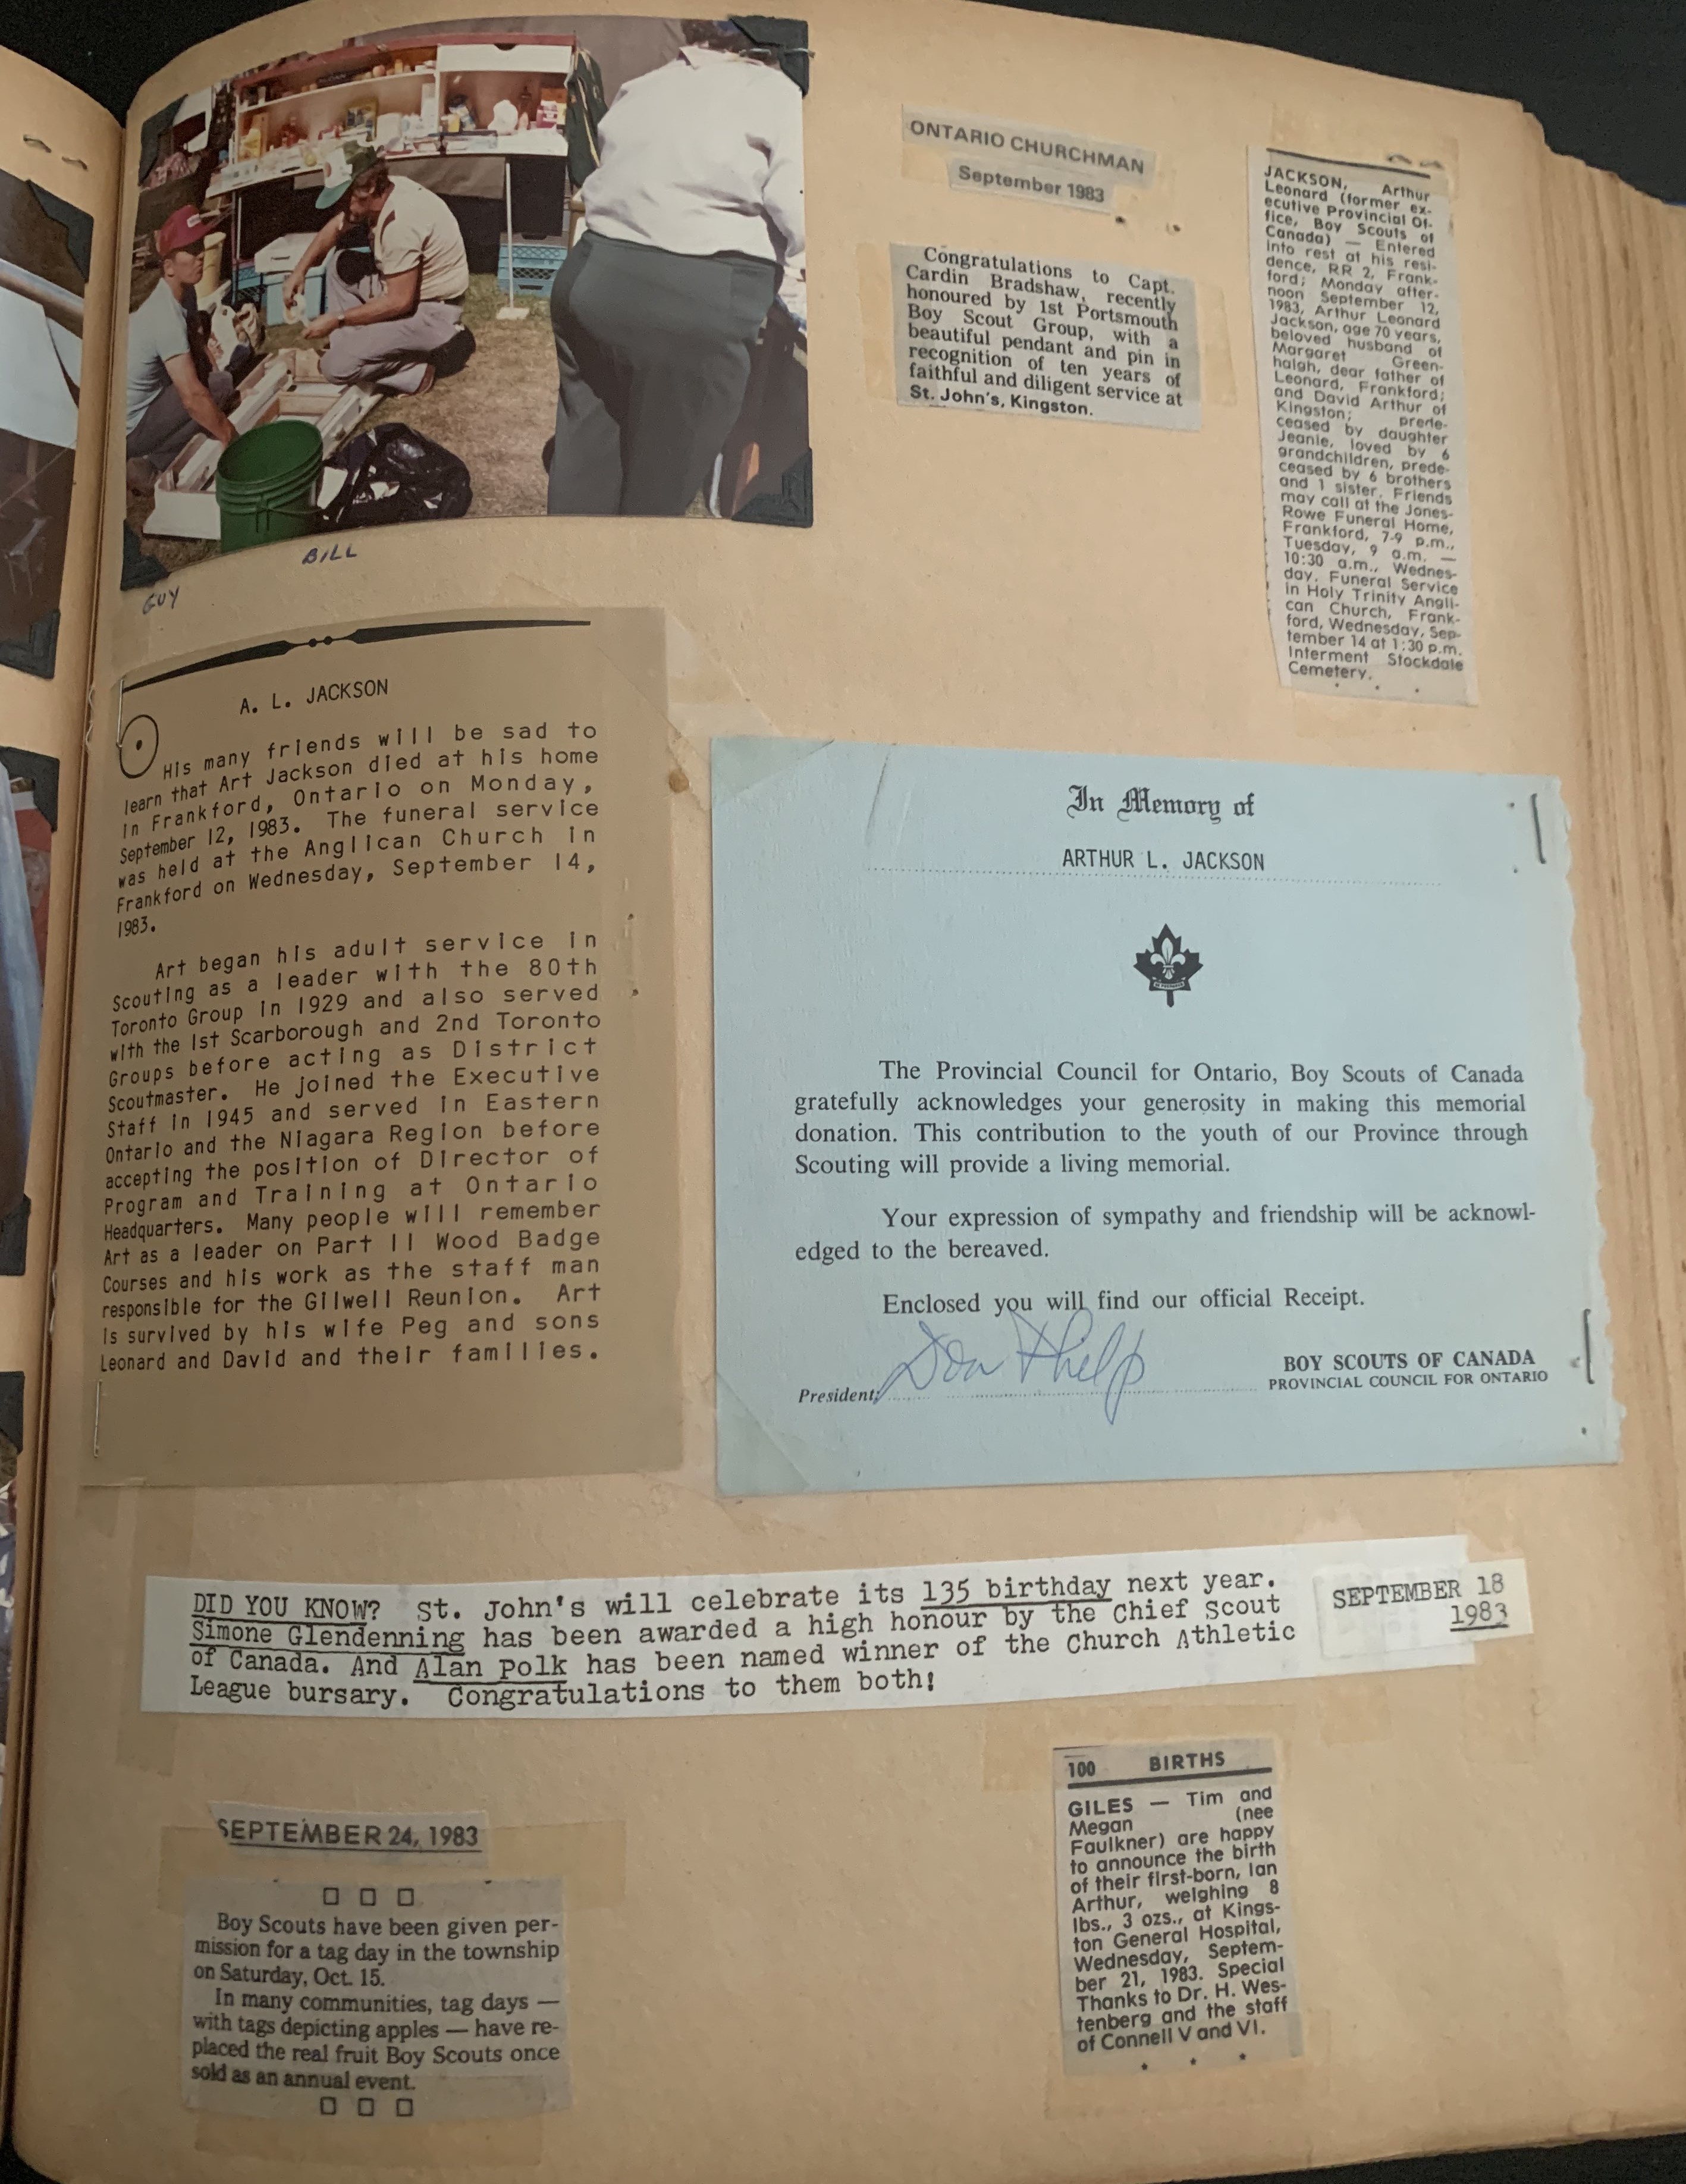 BILL
GUY
ONTARIO CHURCHMAN
September 1983
Congratulations to Capt.
Cardin Bradshaw, recently
honoured by 1st Portsmouth
Boy Scout Group, with a
beautiful pendant and pin in
recognition of ten years of
faithful and diligent service at
St. John's, Kingston.
JACKSON, Arthur
Leonard (former ex-
ecutive Provincial Of-
fice, Boy Scouts of
Canada) — Entered
into rest at his resi-
dence, RR 2, Frank-
ford; Monday after-
noon September 12,
1983, Arthur Leonard
Jackson, age 70 years,
beloved husband of
Margaret Green-
halgh, dear father of
Leonard, Frankford;
and David Arthur of
Kingston; prede-
ceased by daughter
Jeanie, loved by 6
grandchildren, prede-
ceased by 6 brothers
and 1 sister. Friends
may call at the Jones-
Rowe Funeral Home,
Frankford, 7-9 p.m.,
Tuesday, 9 a.m. —
10:30 a.m., Wednes-
day. Funeral Service
in Holy Trinity Angli-
can Church, Frank-
ford, Wednesday, Sep-
tember 14 at 1:30 p.m.
Interment Stockdale
Cemetery.
A. L. JACKSON
His many friends will be sad to
learn that Art Jackson died at his home
in Frankford, Ontario on Monday,
September 12, 1983. The funeral service
was held at the Anglican Church in
Frankford on Wednesday, September 14,
1983.
Art began his adult service in
Scouting as a leader with the 80th
Toronto Group in 1929 and also served
with the 1st Scarborough and 2nd Toronto
Groups before acting as District
Scoutmaster. He joined the Executive
Staff in 1945 and served in Eastern
Ontario and the Niagara Region before
accepting the position of Director of
Program and Training at Ontario
Headquarters. Many people will remember
Art as a leader on Part II Wood Badge
Courses and his work as the staff man
responsible for the Gilwell Reunion. Art
is survived by his wife Peg and sons
Leonard and David and their families.
In Memory of
ARTHUR L. JACKSON
The Provincial Council for Ontario, Boy Scouts of Canada
gratefully acknowledges your generosity in making this memorial
donation. This contribution to the youth of our Province through
Scouting will provide a living memorial.
Your expression of sympathy and friendship will be acknowl-
edged to the bereaved.
Enclosed you will find our official Receipt.
President: Don Philp
BOY SCOUTS OF CANADA
PROVINCIAL COUNCIL FOR ONTARIO
DID YOU KNOW? St. John's will celebrate its 135 birthday next year.
Simone Glendenning has been awarded a high honour by the Chief Scout
of Canada. And Alan Polk has been named winner of the Church Athletic
League bursary. Congratulations to them both!
SEPTEMBER 18
1983
SEPTEMBER 24, 1983
Boy Scouts have been given per-
mission for a tag day in the township
on Saturday, Oct. 15.
In many communities, tag days —
with tags depicting apples — have re-
placed the real fruit Boy Scouts once
sold as an annual event.
100 BIRTHS
GILES — Tim and
Megan (nee
Faulkner) are happy
to announce the birth
of their first-born, Ian
Arthur, weighing 8
lbs., 3 ozs., at Kings-
ton General Hospital,
Wednesday, Septem-
ber 21, 1983. Special
Thanks to Dr. H. Wes-
tenberg and the staff
of Connell V and VI.